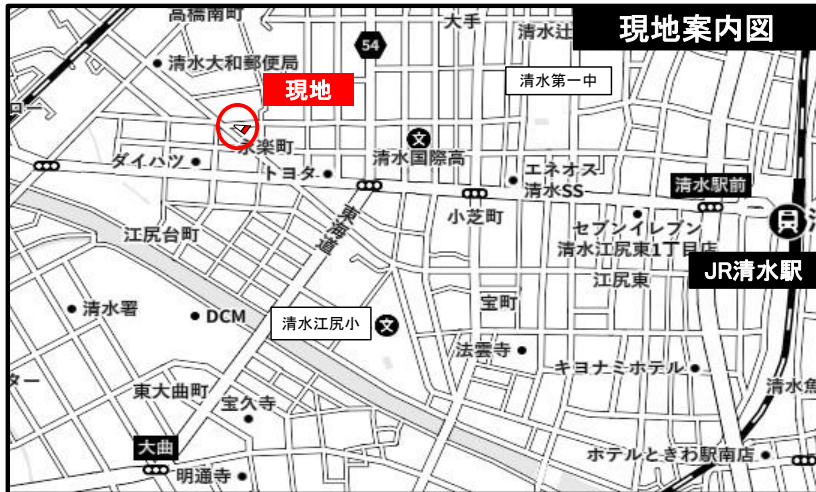 現地案内図
高橋南町
大手
清水辻
54
清水大和郵便局
清水第一中
現地
ロー
永楽町
文
清水国際高
ダイハツ
トヨタ
エネオス
清水SS
清水駅前
東海道
小芝町
セブンイレブン
清水江尻東1丁目店
江尻台町
江尻東
JR清水駅
清水署
DCM
宝町
清水江尻小
文
法雲寺
キヨナミホテル
ター
東大曲町
宝久寺
清水魚
大曲
明通寺
ホテルときわ駅南店